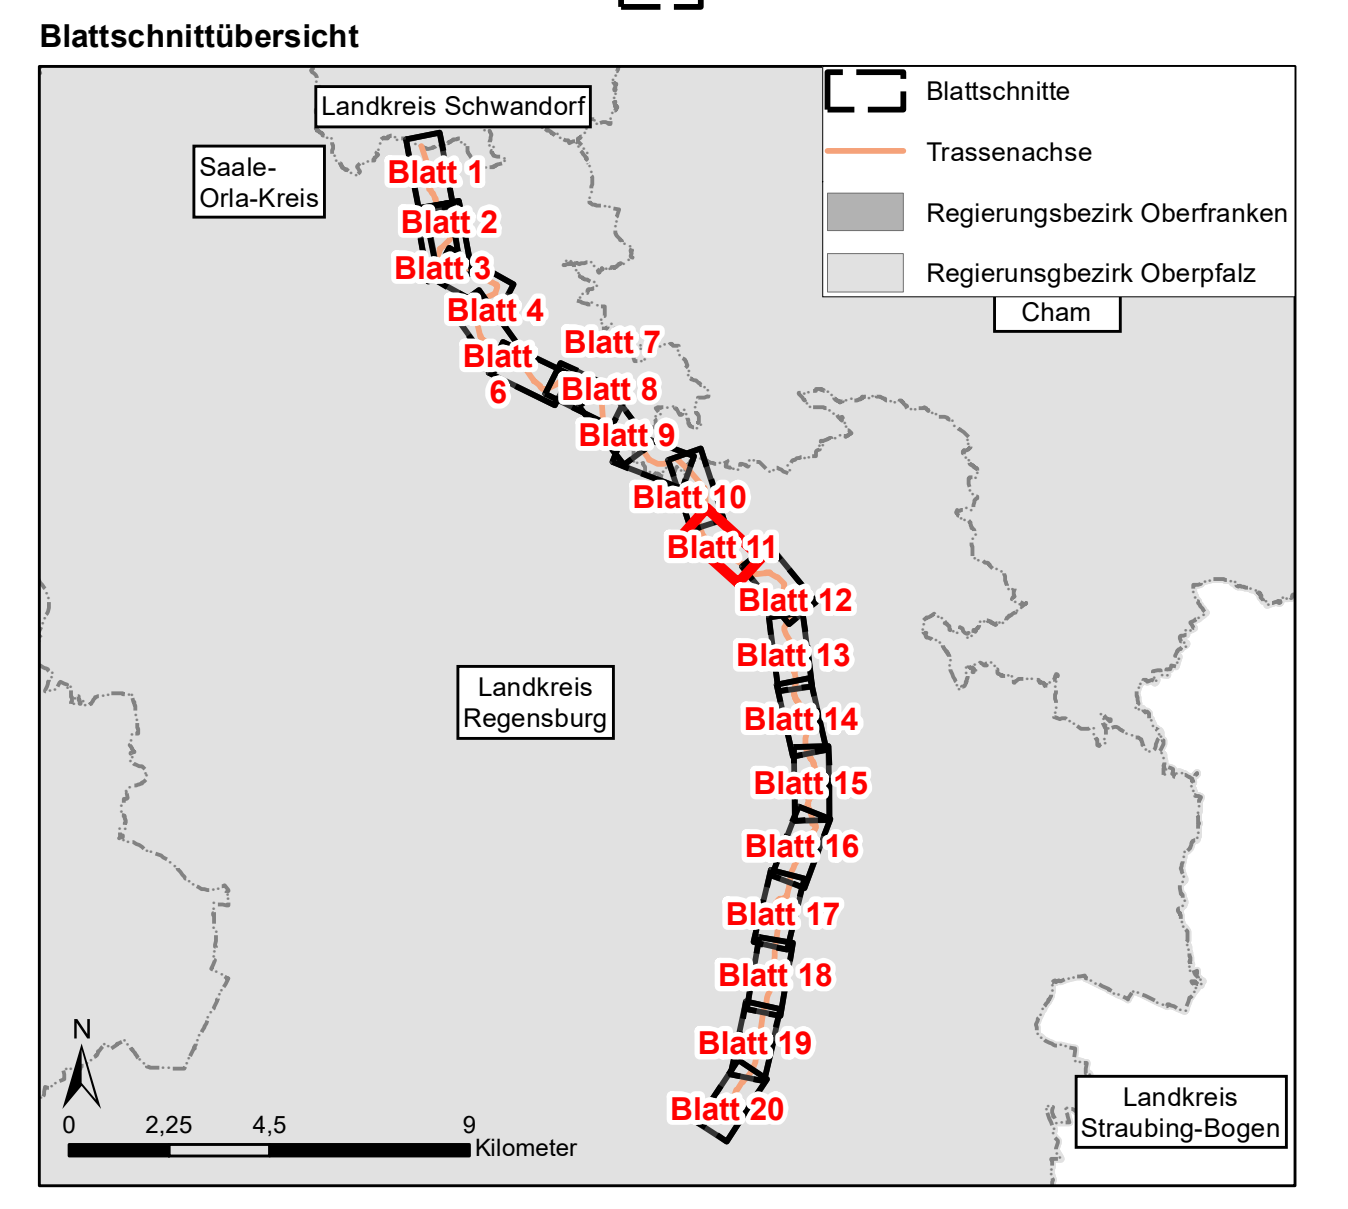 Blattschnittübersicht
Landkreis Schwandorf
Saale-
Orla-Kreis
Blattschnitte
Trassenachse
Regierungsbezirk Oberfranken
Regierunsgbezirk Oberpfalz
Cham
Blatt 1
Blatt 2
Blatt 3
Blatt 4
Blatt 7
Blatt
6
Blatt 8
Blatt 9
Blatt 10
Blatt 11
Blatt 12
Blatt 13
Landkreis
Regensburg
Blatt 14
Blatt 15
Blatt 16
Blatt 17
Blatt 18
Blatt 19
Blatt 20
Landkreis
Straubing-Bogen
N
0 2,25 4,5 9
Kilometer